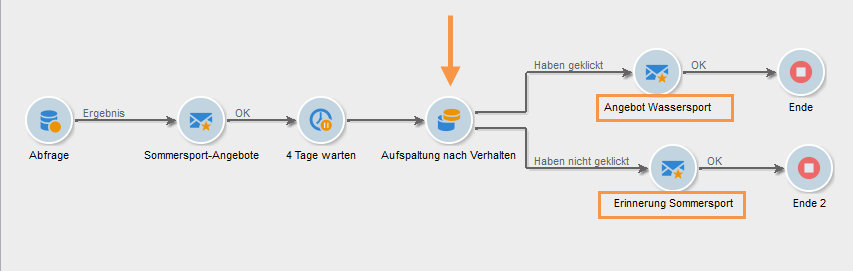 Haben geklickt
OK
Angebot Wassersport
Ende
Ergebnis
OK
Abfrage
Sommersport-Angebote
4 Tage warten
Aufspaltung nach Verhalten
Haben nicht geklickt
OK
Erinnerung Sommersport
Ende 2